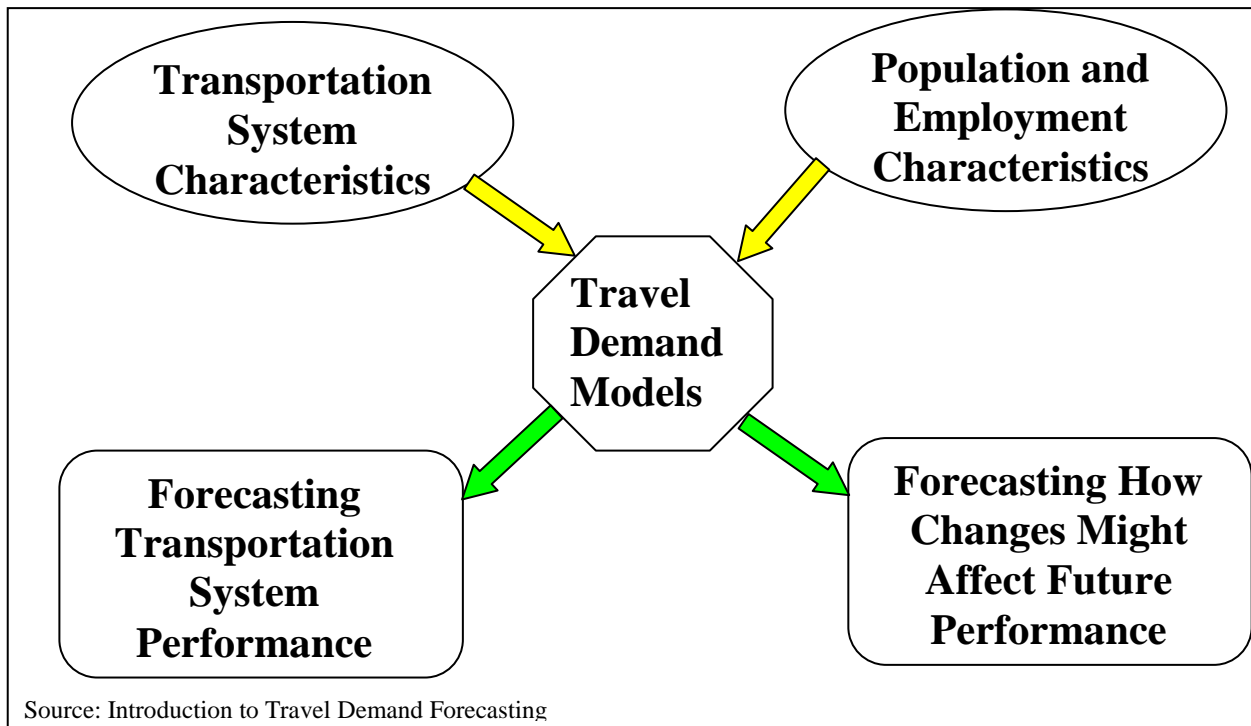 Transportation
System
Characteristics
Population and
Employment
Characteristics
Travel
Demand
Models
Forecasting
Transportation
System
Performance
Forecasting How
Changes Might
Affect Future
Performance
Source: Introduction to Travel Demand Forecasting